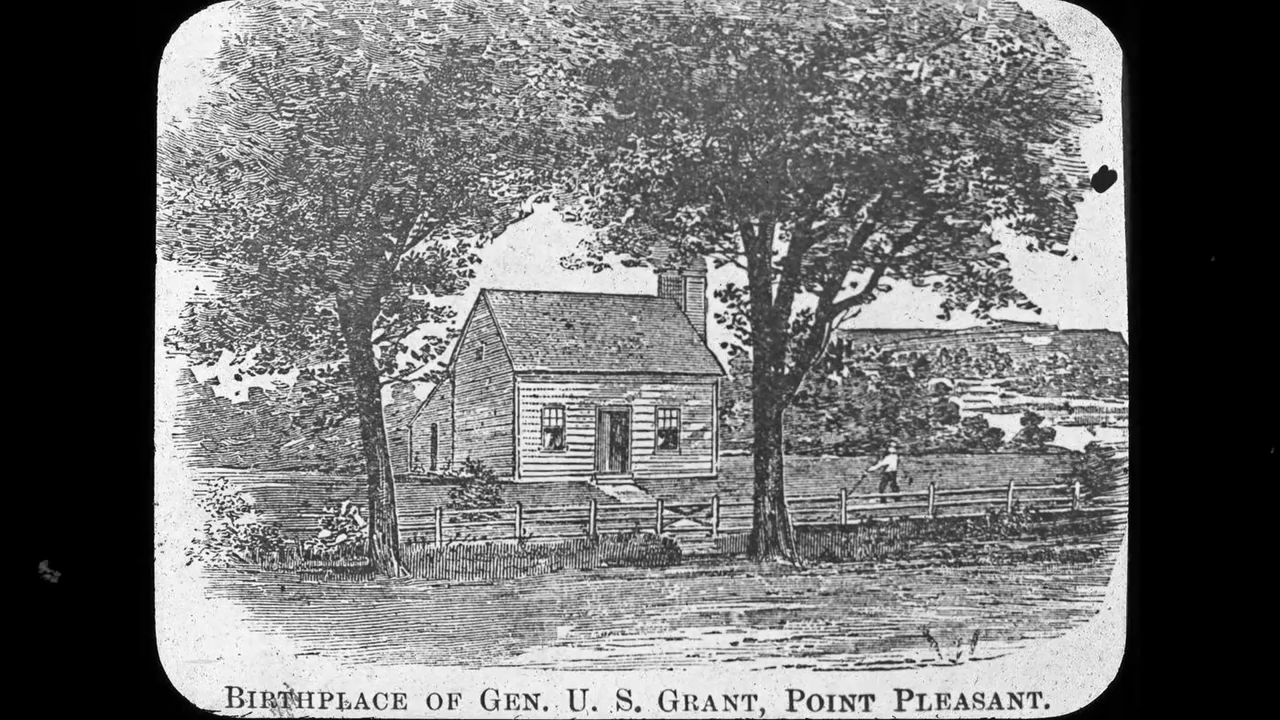 BIRTHPLACE OF GEN. U. S. GRANT, POINT PLEASANT.